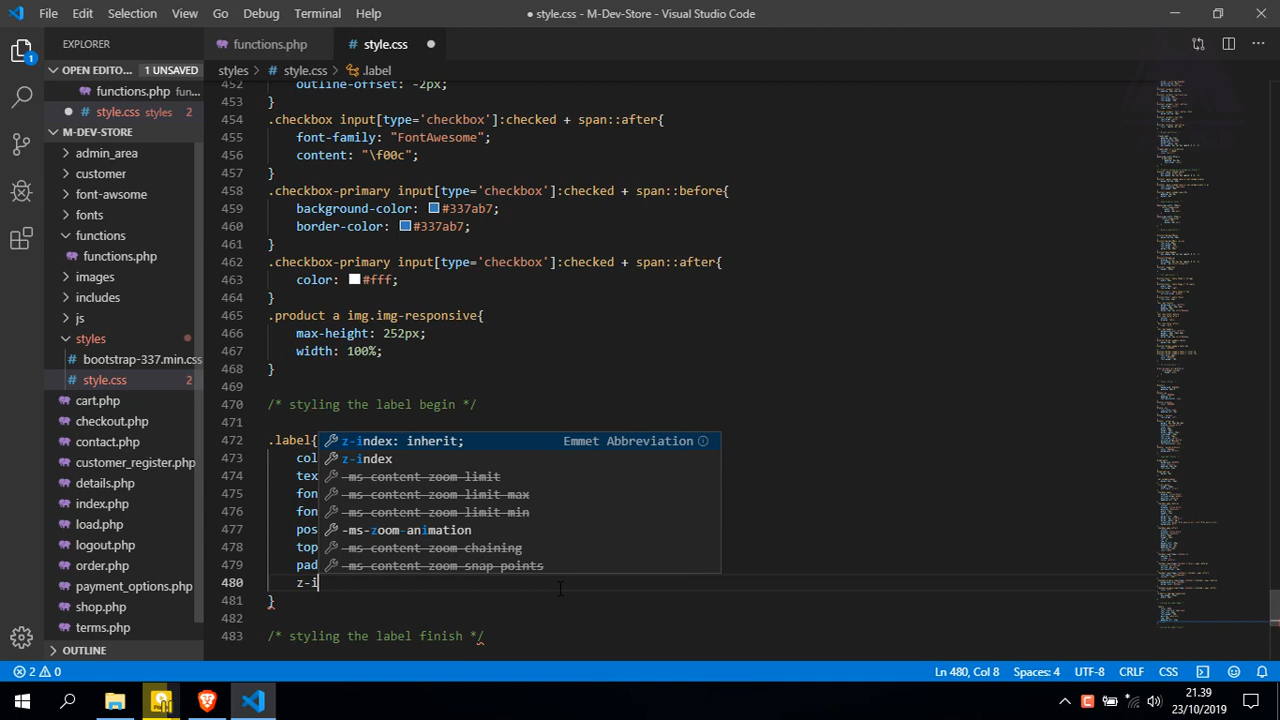 File Edit Selection View Go Debug Terminal Help
● style.css - M-Dev-Store - Visual Studio Code
EXPLORER
functions.php
style.css
OPEN EDITO... 1 UNSAVED
functions.php fun...
style.css styles 2
M-DEV-STORE
admin_area
customer
font-awsome
fonts
functions
functions.php
images
includes
js
styles
bootstrap-337.min.css
style.css 2
cart.php
checkout.php
contact.php
customer_register.php
details.php
index.php
load.php
logout.php
order.php
payment_options.php
shop.php
terms.php
OUTLINE
styles > style.css > .label
452 outline-offset: -2px;
453 }
454 .checkbox input[type='checkbox']:checked + span::after{
455 font-family: "FontAwesome";
456 content: "\f00c";
457 }
458 .checkbox-primary input[type='checkbox']:checked + span::before{
459 background-color: #337ab7;
460 border-color: #337ab7;
461 }
462 .checkbox-primary input[type='checkbox']:checked + span::after{
463 color: #fff;
464 }
465 .product a img.img-responsive{
466 max-height: 252px;
467 width: 100%;
468 }
469
470 /* styling the label begin */
471
472 .label{
473 col
474 tex
475 fon
476 fon
477 pos
478 top
479 pad
480 z-i
481 }
482
483 /* styling the label finish */
z-index: inherit; Emmet Abbreviation
z-index
-ms-content-zoom-limit
-ms-content-zoom-limit-max
-ms-content-zoom-limit-min
-ms-zoom-animation
-ms-content-zoom-chaining
-ms-content-zoom-snap-points
1
2 0
Ln 480, Col 8 Spaces: 4 UTF-8 CRLF CSS
21.39
23/10/2019